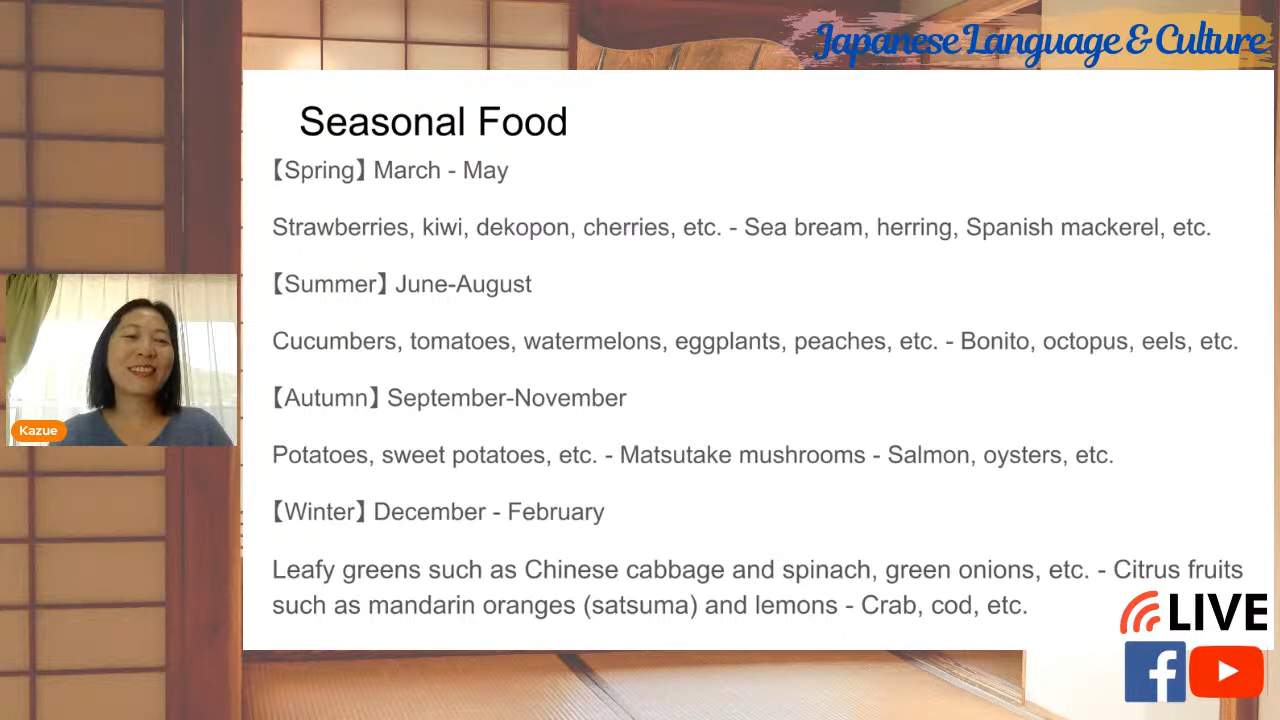 Japanese Language & Culture
Seasonal Food
【Spring】March - May
Strawberries, kiwi, dekopon, cherries, etc. - Sea bream, herring, Spanish mackerel, etc.
【Summer】June-August
Cucumbers, tomatoes, watermelons, eggplants, peaches, etc. - Bonito, octopus, eels, etc.
【Autumn】September-November
Potatoes, sweet potatoes, etc. - Matsutake mushrooms - Salmon, oysters, etc.
【Winter】December - February
Leafy greens such as Chinese cabbage and spinach, green onions, etc. - Citrus fruits
such as mandarin oranges (satsuma) and lemons - Crab, cod, etc.
Kazue
LIVE